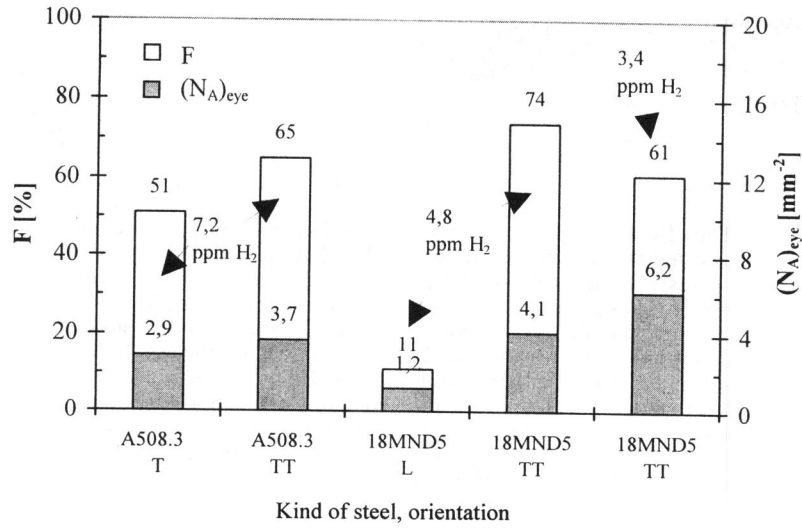 100
80
60
40
20
0
F [%]
F
(N_A)eye
51
65
11
74
61
2,9
3,7
1,2
4,1
6,2
7,2
ppm H2
4,8
ppm H2
3,4
ppm H2
20
16
12
8
4
0
(N_A)eye [mm⁻²]
A508.3
T
A508.3
TT
18MND5
L
18MND5
TT
18MND5
TT
Kind of steel, orientation